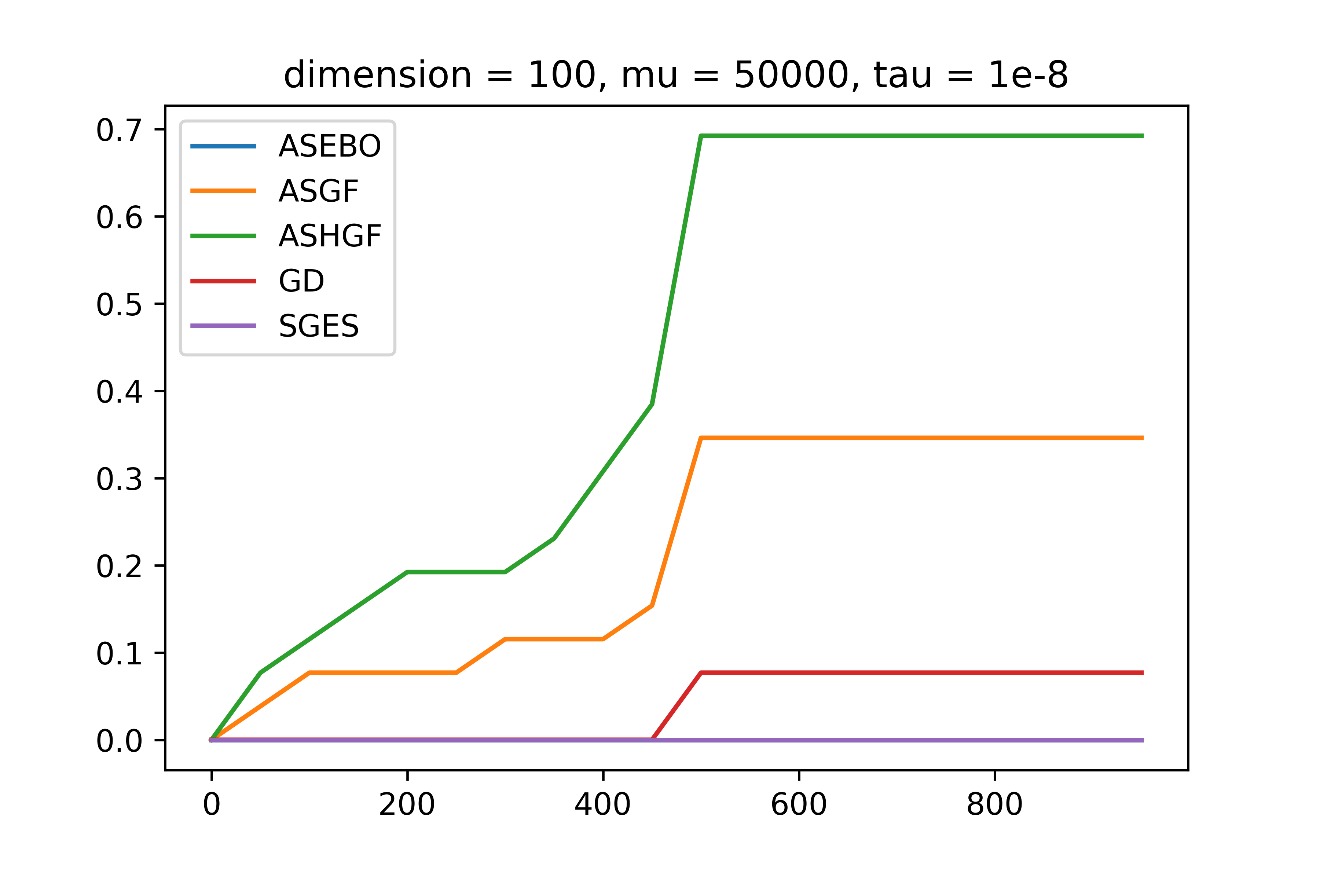 dimension = 100, mu = 50000, tau = 1e-8
0.7
0.6
0.5
0.4
0.3
0.2
0.1
0.0
ASEBO
ASGF
ASHGF
GD
SGES
0 200 400 600 800